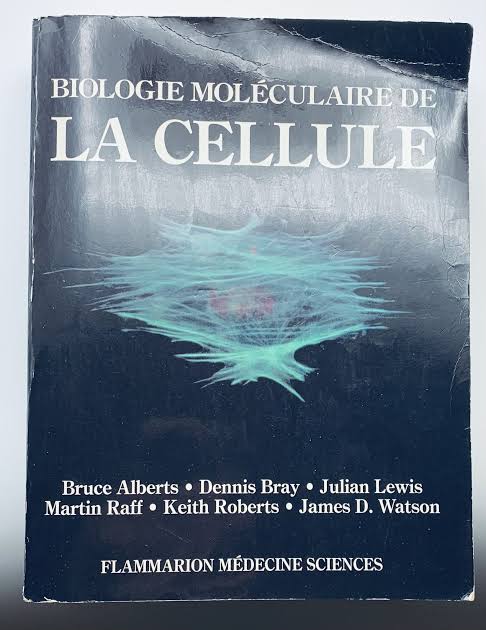 BIOLOGIE MOLÉCULAIRE DE
LA CELLULE
Bruce Alberts • Dennis Bray • Julian Lewis
Martin Raff • Keith Roberts • James D. Watson
FLAMMARION MÉDECINE SCIENCES